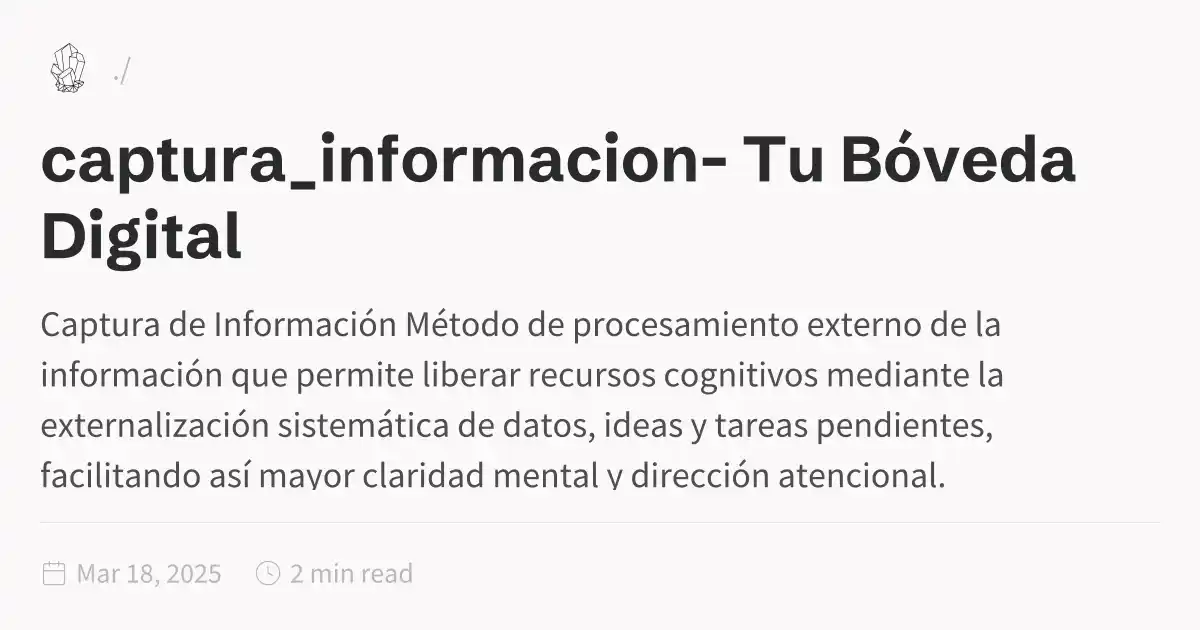 ./
captura_informacion- Tu Bóveda
Digital
Captura de Información Método de procesamiento externo de la
información que permite liberar recursos cognitivos mediante la
externalización sistemática de datos, ideas y tareas pendientes,
facilitando así mayor claridad mental y dirección atencional.
Mar 18, 2025 2 min read